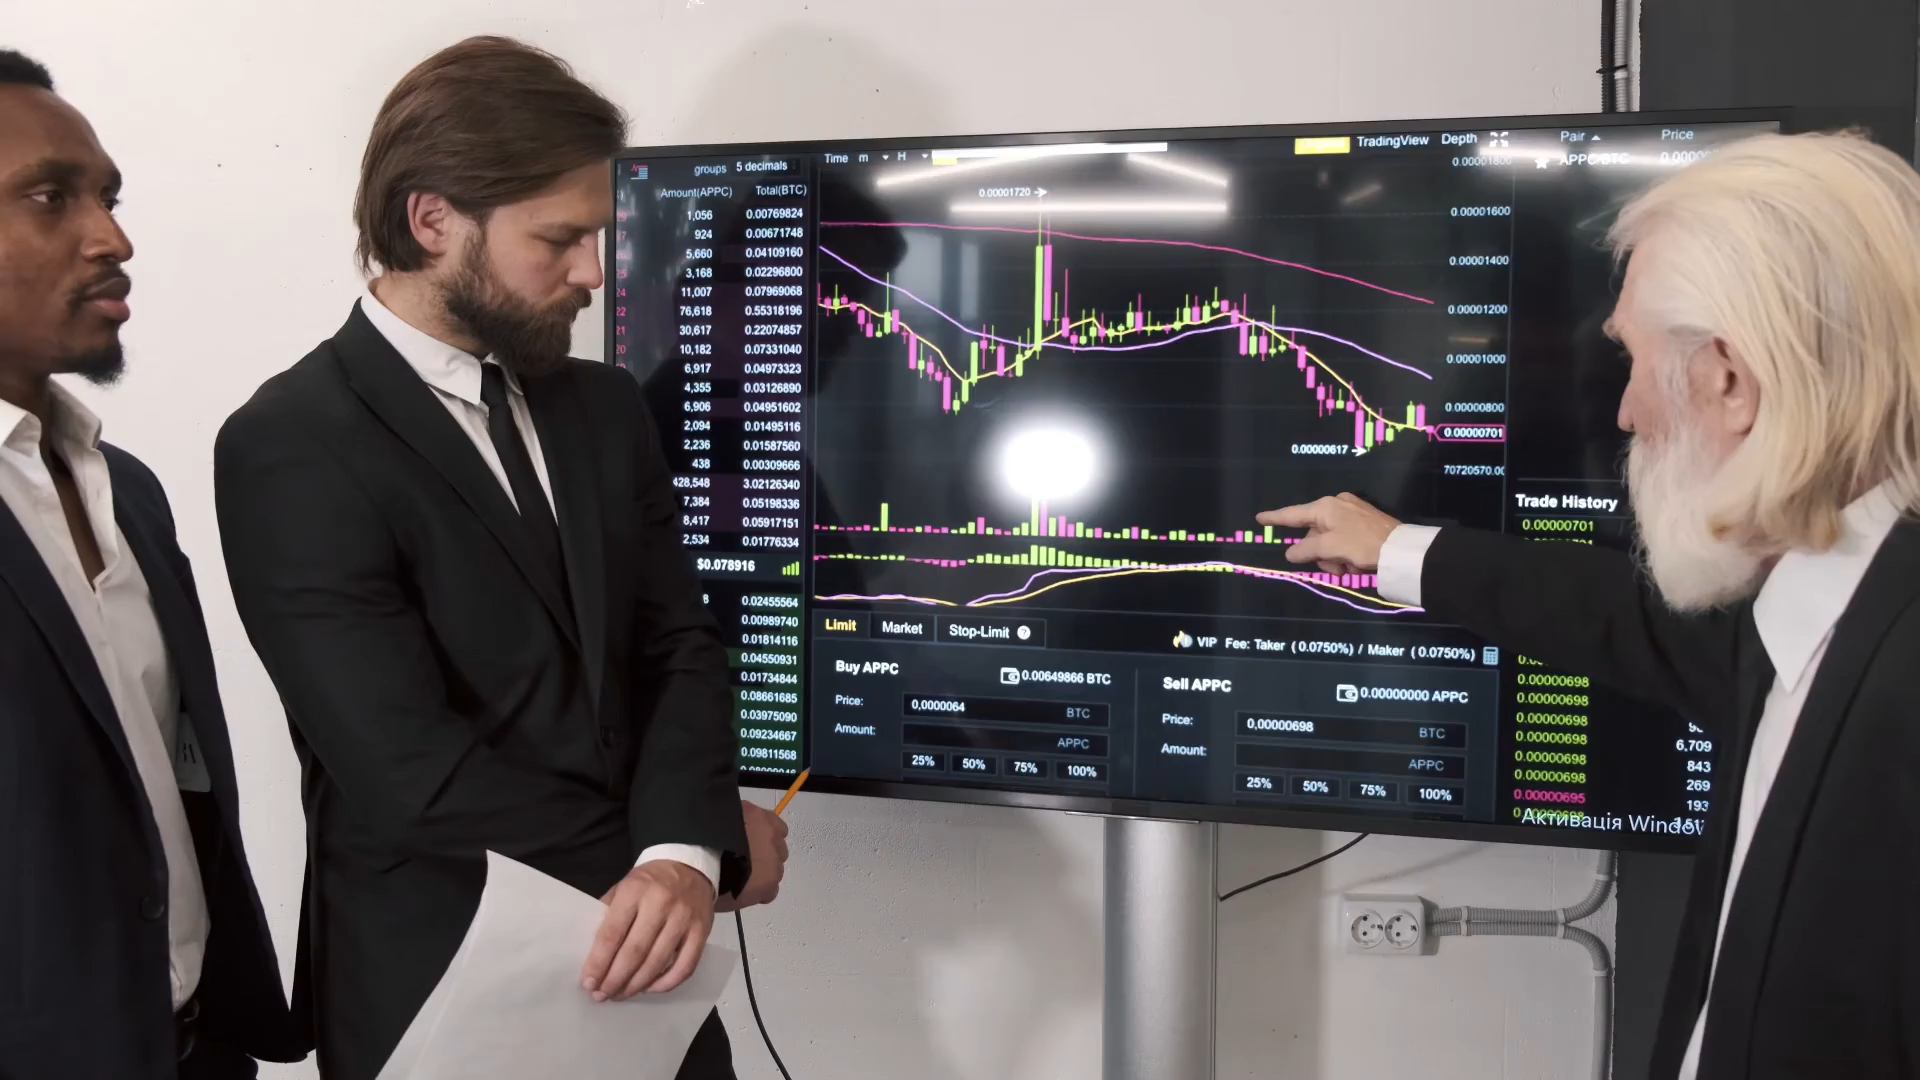 groups 5 decimals
Amount(APPC) Total(BTC)
1,056 0.00769824
924 0.00671748
5,660 0.04109160
3,168 0.02296800
11,007 0.07969068
76,618 0.55318196
30,617 0.22074857
10,182 0.07331040
6,917 0.04973323
4,355 0.03126890
6,906 0.04951602
2,094 0.01495116
2,236 0.01587560
438 0.00309666
428,548 3.02126340
7,384 0.05198336
8,417 0.05917151
2,534 0.01776334
$0.078916
8 0.02455564
0.00989740
0.01814116
0.04550931
0.01734844
0.08661685
0.03975090
0.09234667
0.09811568
Time m H
TradingView Depth
0.00001800
0.00001720
0.00001600
0.00001400
0.00001200
0.00001000
0.00000800
0.00000701
0.00000617
70720570.00
Limit Market Stop-Limit ?
VIP Fee: Taker ( 0.0750%) / Maker ( 0.0750%)
Buy APPC 0.00649866 BTC
Price: 0,0000064 BTC
Amount: APPC
25% 50% 75% 100%
Sell APPC 0.00000000 APPC
Price: 0,00000698 BTC
Amount: APPC
25% 50% 75% 100%
Pair Price
APPC/BTC
Trade History
0.00000701
0.00000698
0.00000698
0.00000698
0.00000698 6,709
0.00000698 843
0.00000698 269
0.00000695 193
Активація Window